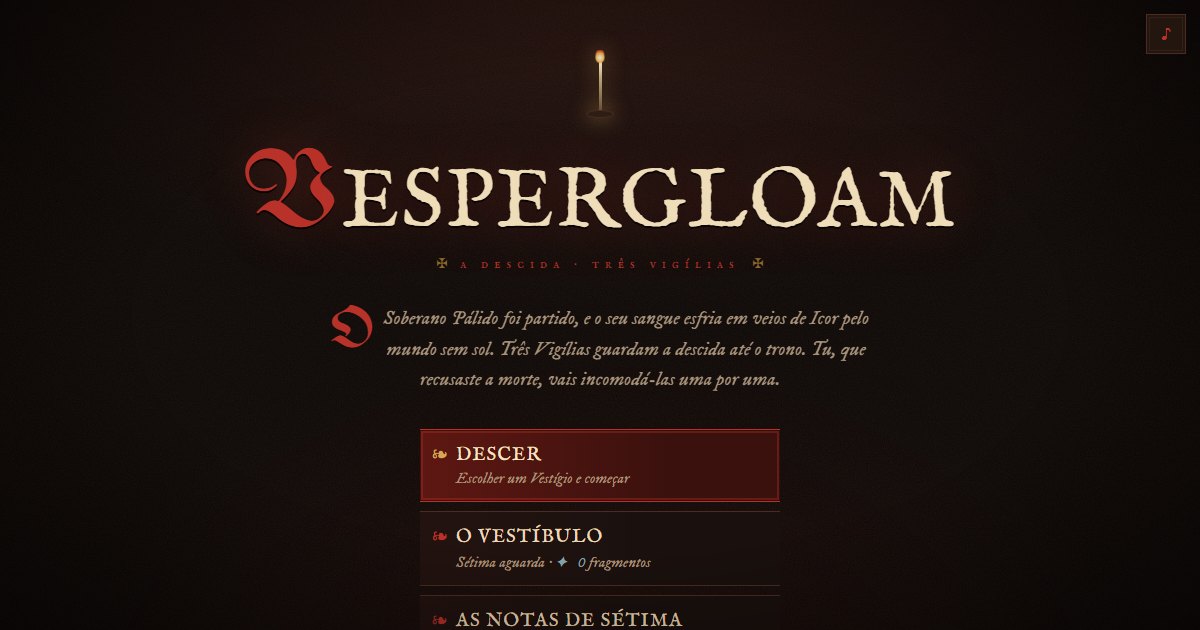 VESPERGLOAM
✠ A DESCIDA · TRÊS VIGÍLIAS ✠
O Soberano Pálido foi partido, e o seu sangue esfria em veios de Icor pelo
mundo sem sol. Três Vigílias guardam a descida até o trono. Tu, que
recusaste a morte, vais incomodá-las uma por uma.
❧ DESCER
Escolher um Vestígio e começar
❧ O VESTÍBULO
Sétima aguarda · ✦ 0 fragmentos
❧ AS NOTAS DE SÉTIMA